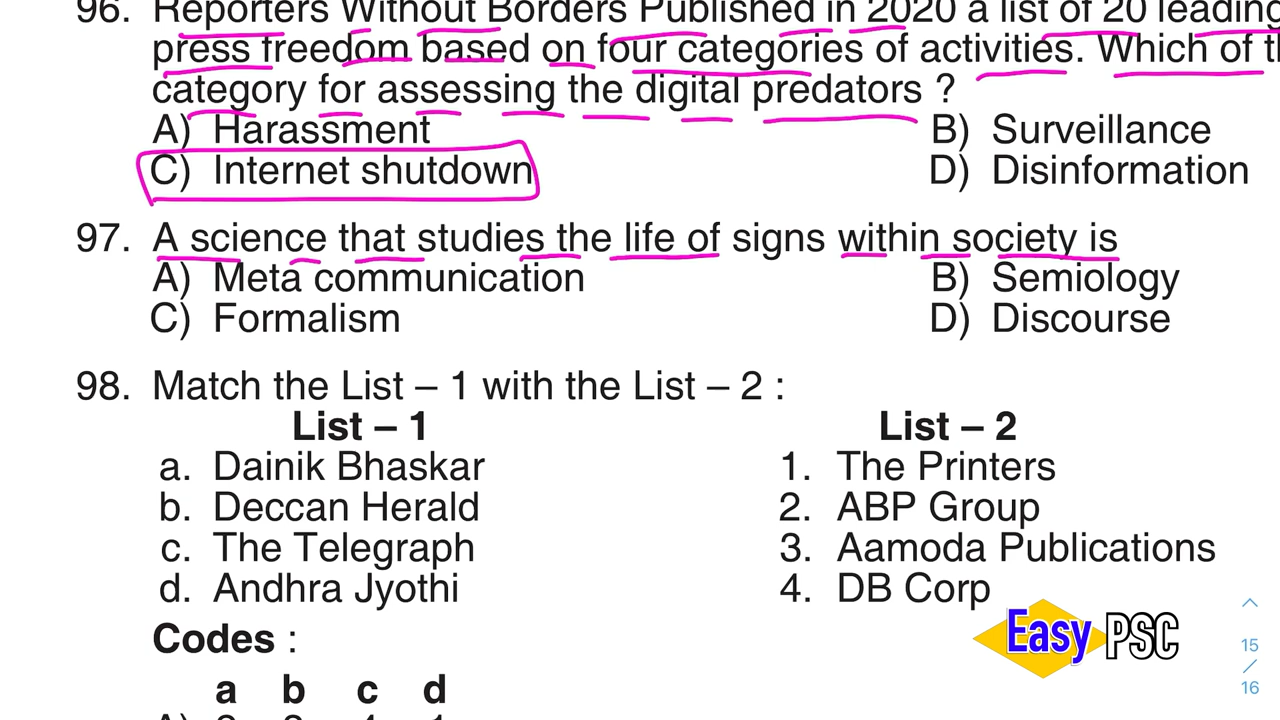 96. Reporters Without Borders Published in 2020 a list of 20 leading
press freedom based on four categories of activities. Which of
category for assessing the digital predators ?
A) Harassment B) Surveillance
C) Internet shutdown D) Disinformation
97. A science that studies the life of signs within society is
A) Meta communication B) Semiology
C) Formalism D) Discourse
98. Match the List – 1 with the List – 2 :
List – 1 List – 2
a. Dainik Bhaskar 1. The Printers
b. Deccan Herald 2. ABP Group
c. The Telegraph 3. Aamoda Publications
d. Andhra Jyothi 4. DB Corp
Easy PSC
Codes :
15
/
16
a b c d